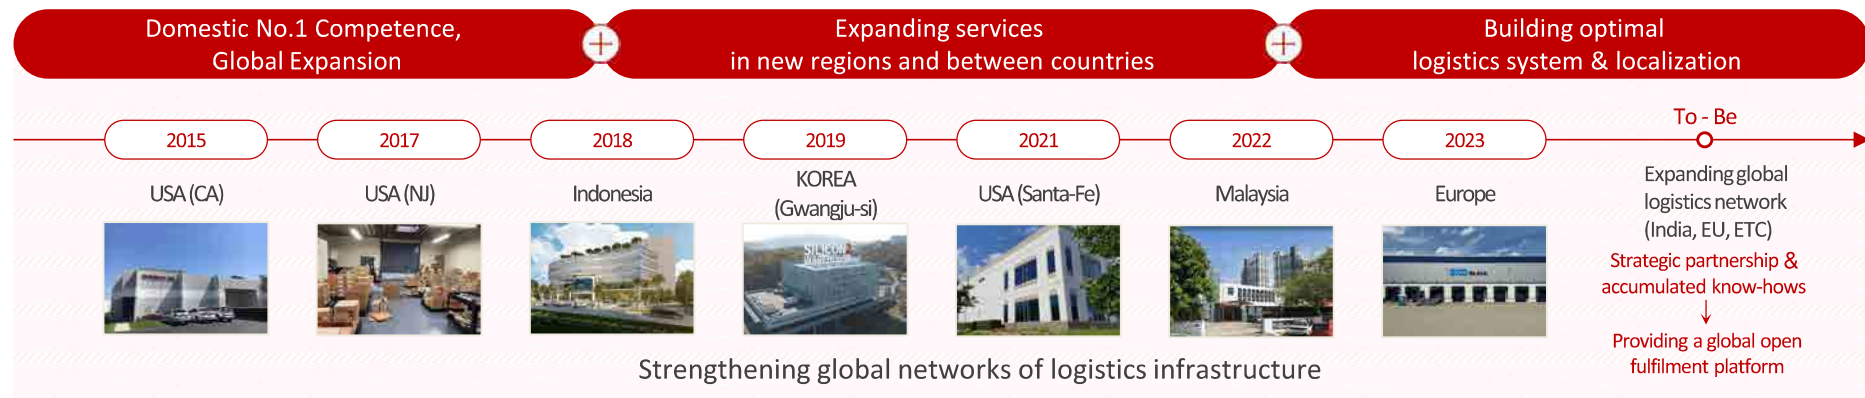 Domestic No.1 Competence,
Global Expansion
Expanding services
in new regions and between countries
Building optimal
logistics system & localization
To - Be
2015
2017
2018
2019
2021
2022
2023
USA (CA)
USA (NJ)
Indonesia
KOREA
(Gwangju-si)
USA (Santa-Fe)
Malaysia
Europe
Expanding global
logistics network
(India, EU, ETC)
Strategic partnership &
accumulated know-hows
Providing a global open
fulfilment platform
SILICON
Strengthening global networks of logistics infrastructure